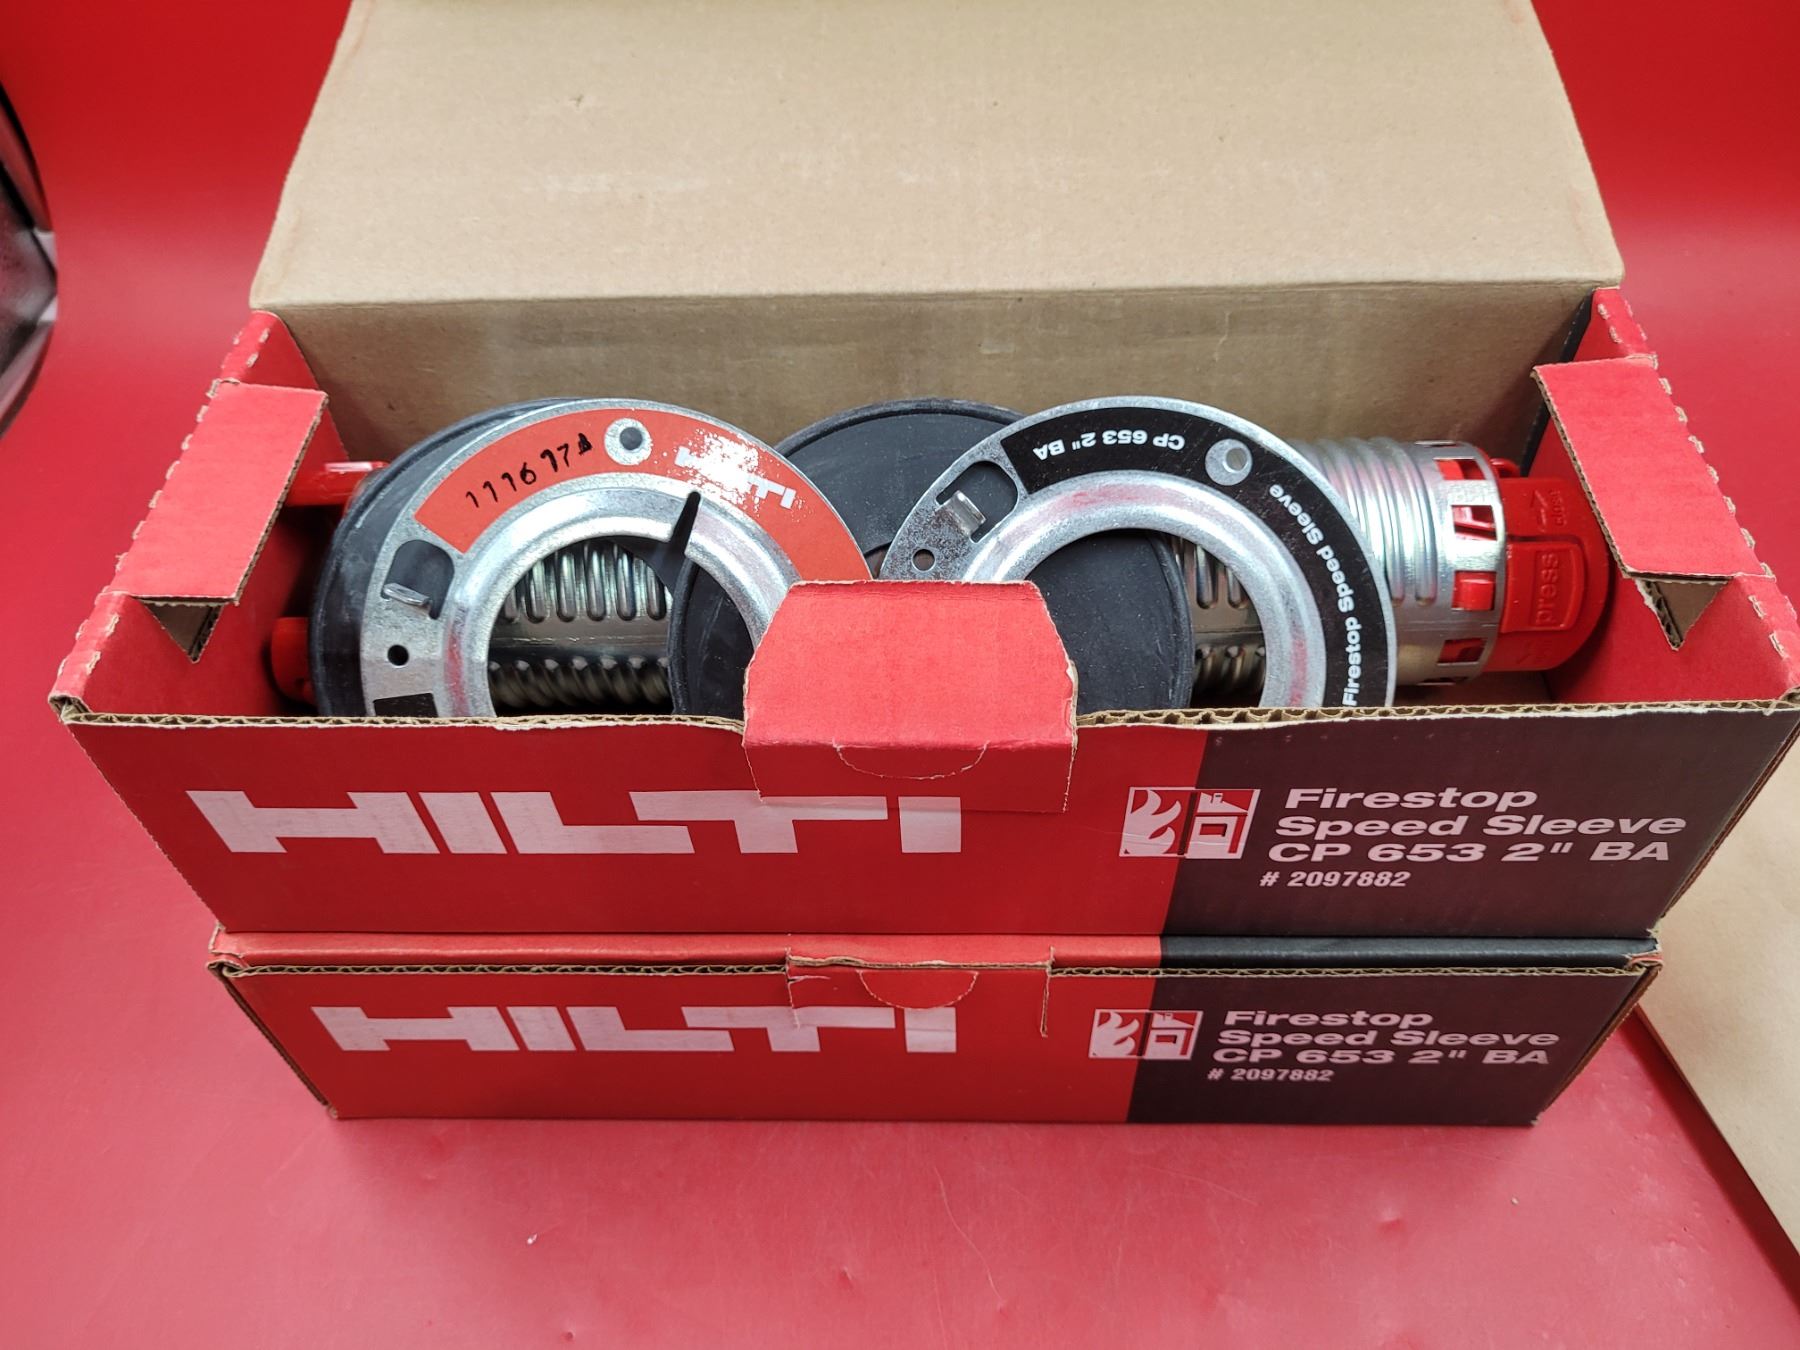 HILTI
CP 653 2" BA
Firestop Speed Sleeve
press
HILTI
Firestop
Speed Sleeve
CP 653 2" BA
# 2097882
HILTI
Firestop
Speed Sleeve
CP 653 2" BA
# 2097882